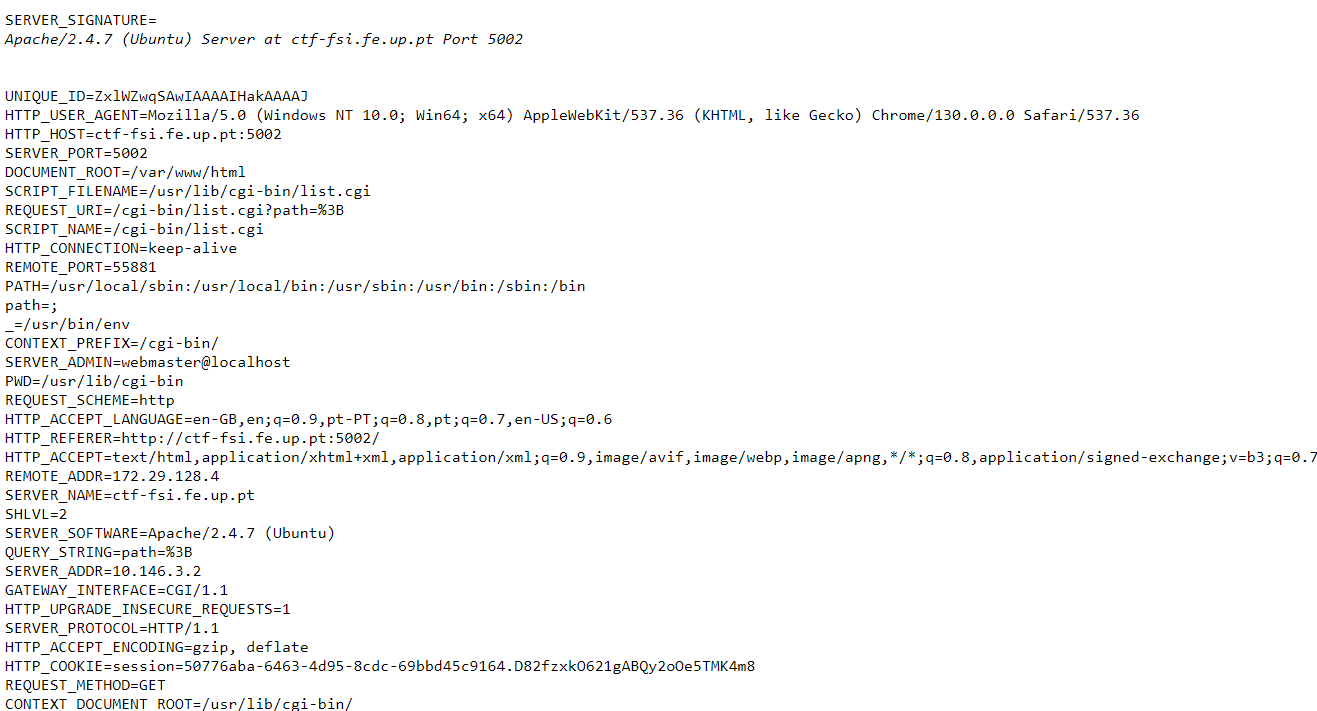 SERVER_SIGNATURE=
Apache/2.4.7 (Ubuntu) Server at ctf-fsi.fe.up.pt Port 5002
UNIQUE_ID=ZxlWZwqSAwIAAAAIHakAAAAJ
HTTP_USER_AGENT=Mozilla/5.0 (Windows NT 10.0; Win64; x64) AppleWebKit/537.36 (KHTML, like Gecko) Chrome/130.0.0.0 Safari/537.36
HTTP_HOST=ctf-fsi.fe.up.pt:5002
SERVER_PORT=5002
DOCUMENT_ROOT=/var/www/html
SCRIPT_FILENAME=/usr/lib/cgi-bin/list.cgi
REQUEST_URI=/cgi-bin/list.cgi?path=%3B
SCRIPT_NAME=/cgi-bin/list.cgi
HTTP_CONNECTION=keep-alive
REMOTE_PORT=55881
PATH=/usr/local/sbin:/usr/local/bin:/usr/sbin:/usr/bin:/sbin:/bin
path=;
_=/usr/bin/env
CONTEXT_PREFIX=/cgi-bin/
SERVER_ADMIN=webmaster@localhost
PWD=/usr/lib/cgi-bin
REQUEST_SCHEME=http
HTTP_ACCEPT_LANGUAGE=en-GB,en;q=0.9,pt-PT;q=0.8,pt;q=0.7,en-US;q=0.6
HTTP_REFERER=http://ctf-fsi.fe.up.pt:5002/
HTTP_ACCEPT=text/html,application/xhtml+xml,application/xml;q=0.9,image/avif,image/webp,image/apng,*/*;q=0.8,application/signed-exchange;v=b3;q=0.7
REMOTE_ADDR=172.29.128.4
SERVER_NAME=ctf-fsi.fe.up.pt
SHLVL=2
SERVER_SOFTWARE=Apache/2.4.7 (Ubuntu)
QUERY_STRING=path=%3B
SERVER_ADDR=10.146.3.2
GATEWAY_INTERFACE=CGI/1.1
HTTP_UPGRADE_INSECURE_REQUESTS=1
SERVER_PROTOCOL=HTTP/1.1
HTTP_ACCEPT_ENCODING=gzip, deflate
HTTP_COOKIE=session=50776aba-6463-4d95-8cdc-69bbd45c9164.D82fzxkO621gABQy2oOe5TMK4m8
REQUEST_METHOD=GET
CONTEXT_DOCUMENT_ROOT=/usr/lib/cgi-bin/